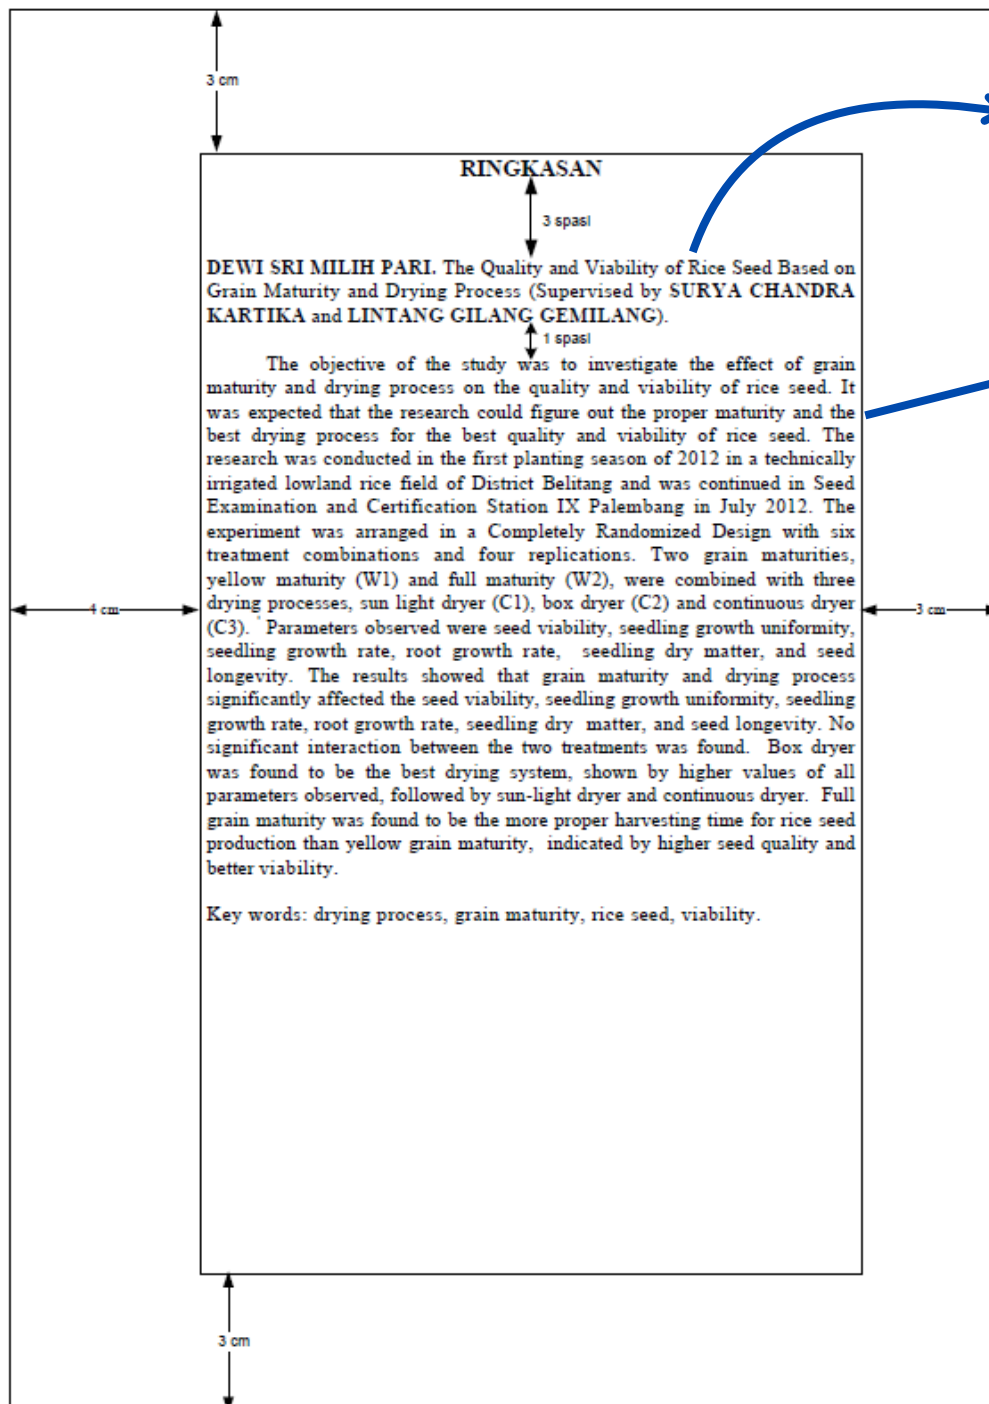 3 cm
RINGKASAN
3 spasi
DEWI SRI MILIH PARI. The Quality and Viability of Rice Seed Based on
Grain Maturity and Drying Process (Supervised by SURYA CHANDRA
KARTIKA and LINTANG GILANG GEMILANG).
1 spasi
The objective of the study was to investigate the effect of grain
maturity and drying process on the quality and viability of rice seed. It
was expected that the research could figure out the proper maturity and the
best drying process for the best quality and viability of rice seed. The
research was conducted in the first planting season of 2012 in a technically
irrigated lowland rice field of District Belitang and was continued in Seed
Examination and Certification Station IX Palembang in July 2012. The
experiment was arranged in a Completely Randomized Design with six
treatment combinations and four replications. Two grain maturities,
yellow maturity (W1) and full maturity (W2), were combined with three
drying processes, sun light dryer (C1), box dryer (C2) and continuous dryer
4 cm
3 cm
(C3). Parameters observed were seed viability, seedling growth uniformity,
seedling growth rate, root growth rate, seedling dry matter, and seed
longevity. The results showed that grain maturity and drying process
significantly affected the seed viability, seedling growth uniformity, seedling
growth rate, root growth rate, seedling dry matter, and seed longevity. No
significant interaction between the two treatments was found. Box dryer
was found to be the best drying system, shown by higher values of all
parameters observed, followed by sun-light dryer and continuous dryer. Full
grain maturity was found to be the more proper harvesting time for rice seed
production than yellow grain maturity, indicated by higher seed quality and
better viability.
Key words: drying process, grain maturity, rice seed, viability.
3 cm